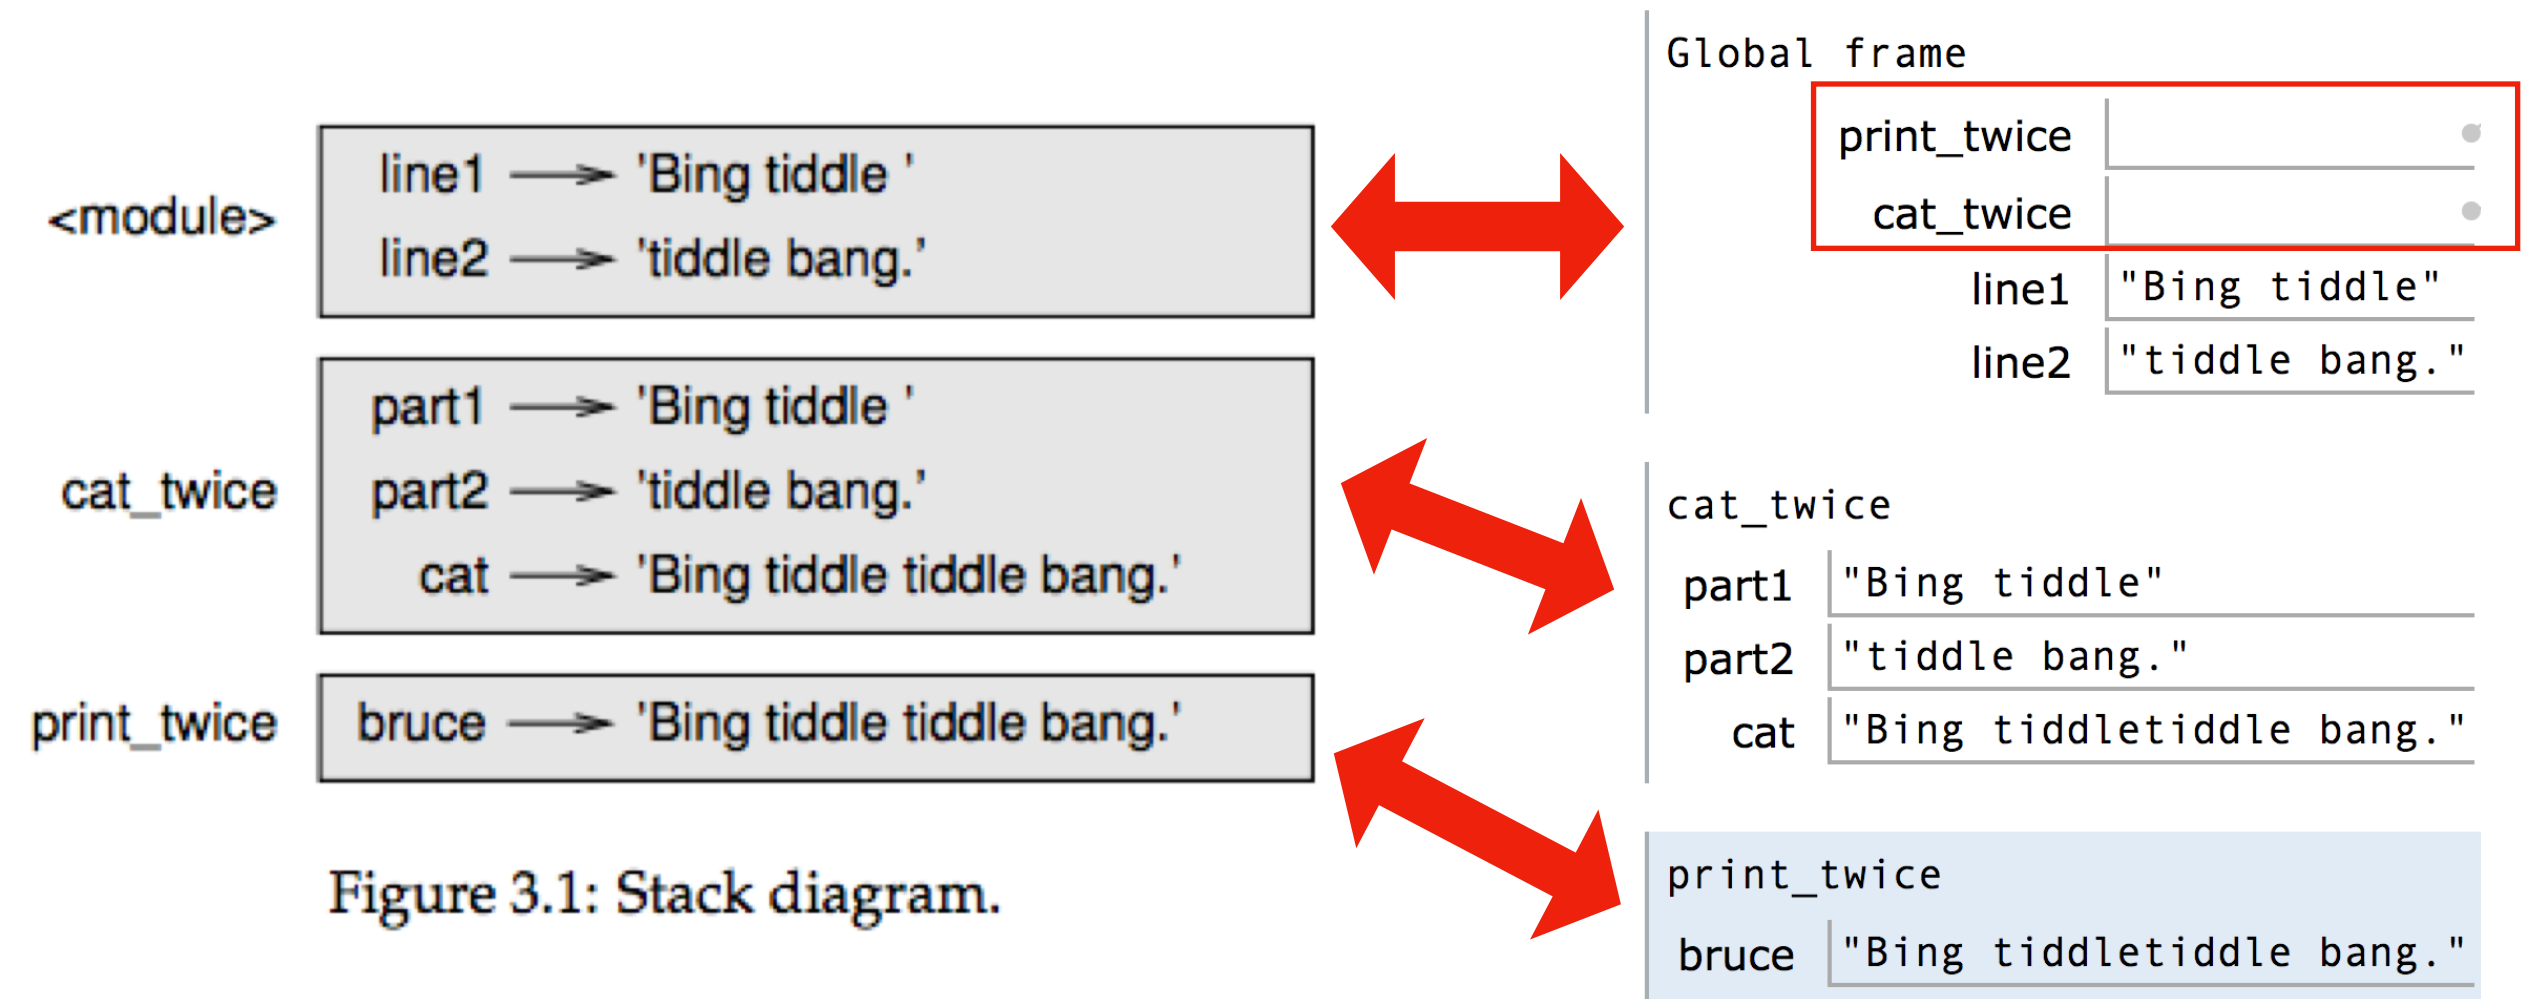 <module>
line1 'Bing tiddle '
line2 'tiddle bang.'
cat_twice
part1 'Bing tiddle '
part2 'tiddle bang.'
cat 'Bing tiddle tiddle bang.'
print_twice
bruce 'Bing tiddle tiddle bang.'
Figure 3.1: Stack diagram.
Global frame
print_twice
cat_twice
line1 "Bing tiddle"
line2 "tiddle bang."
cat_twice
part1 "Bing tiddle"
part2 "tiddle bang."
cat "Bing tiddletiddle bang."
print_twice
bruce "Bing tiddletiddle bang."